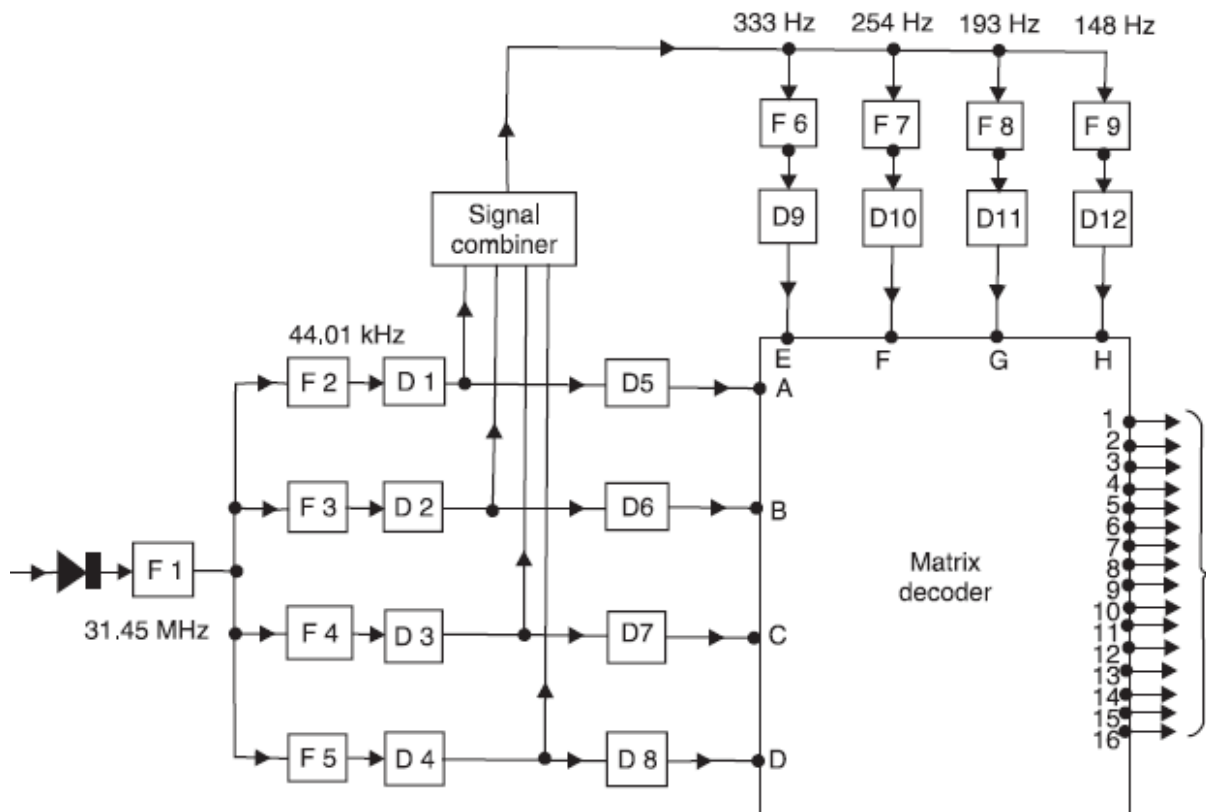 333 Hz 254 Hz 193 Hz 148 Hz
F 6 F 7 F 8 F 9
D9 D10 D11 D12
Signal
combiner
44.01 kHz
E F G H
F 2 D 1 D5 A
1
2
3
4
5
F 3 D 2 D6 B
6
7
8
9
Matrix
decoder
F 1
10
11
31.45 MHz
F 4 D 3 D7 C
12
13
14
15
16
F 5 D 4 D 8 D